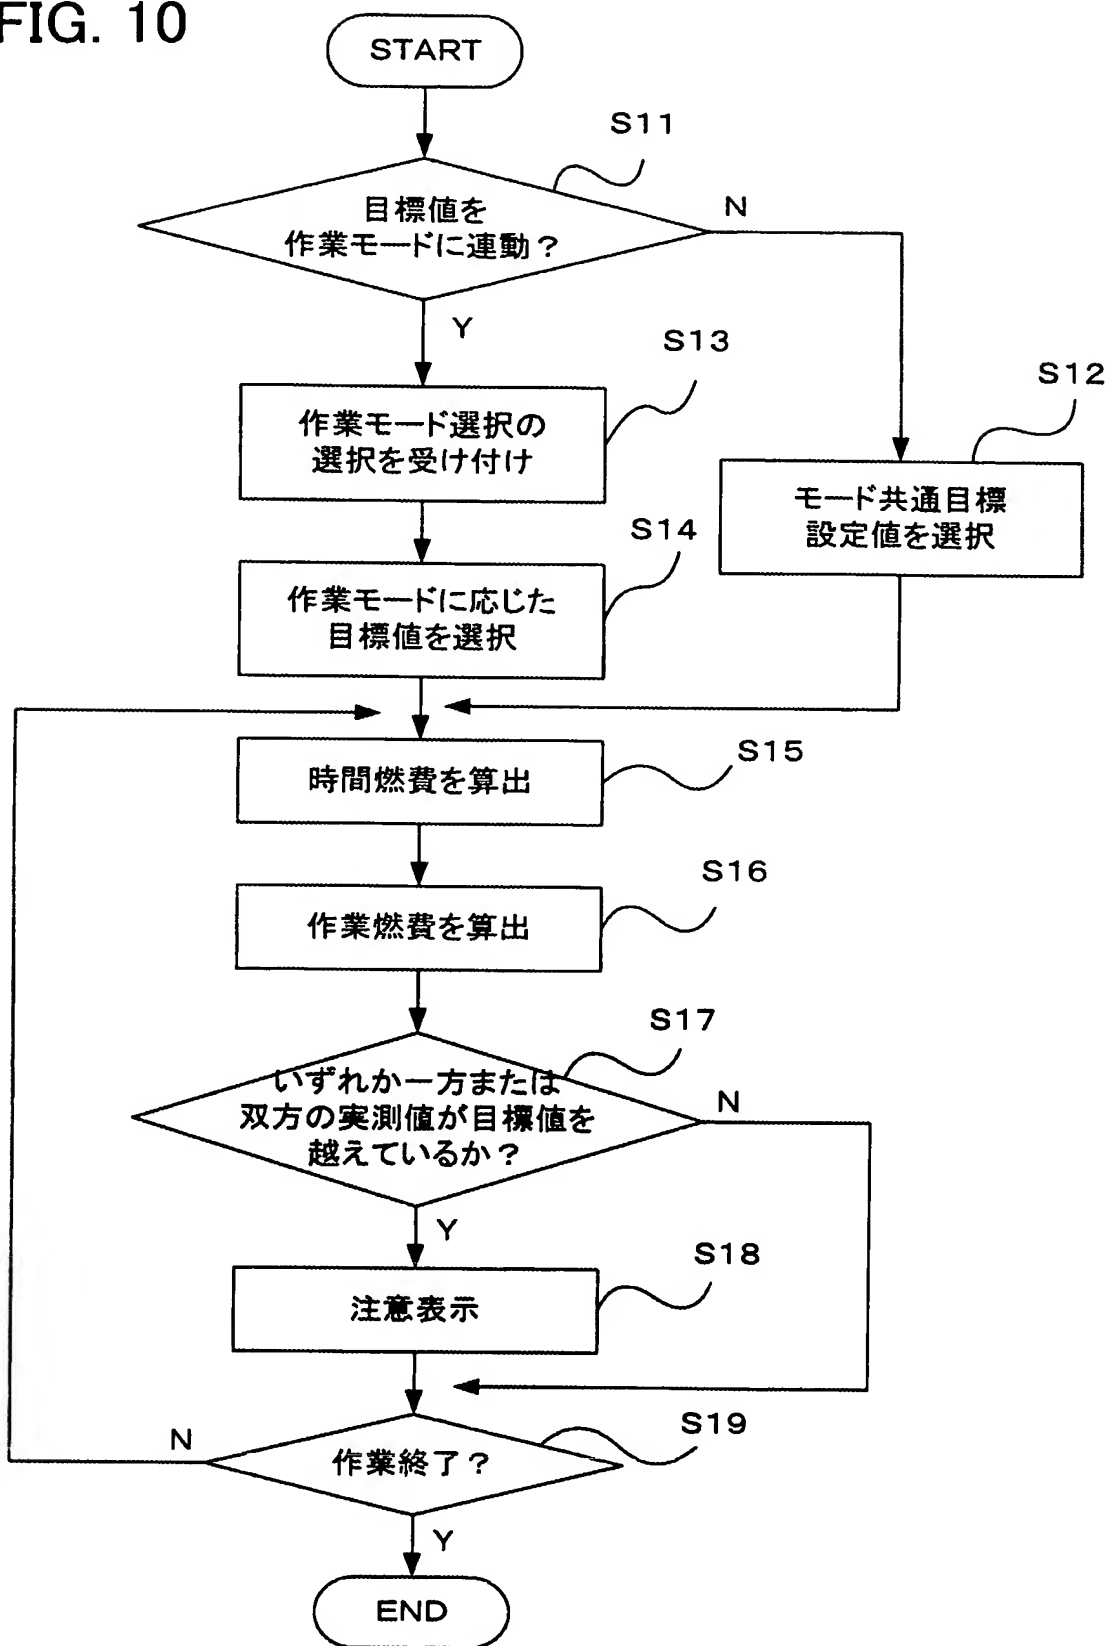 FIG. 10
START
S11
目標値を
作業モードに連動？
N
Y
S13
作業モード選択の
選択を受け付け
S12
モード共通目標
設定値を選択
S14
作業モードに応じた
目標値を選択
S15
時間燃費を算出
S16
作業燃費を算出
S17
いずれか一方または
双方の実測値が目標値を
越えているか？
N
Y
S18
注意表示
S19
作業終了？
N
Y
END